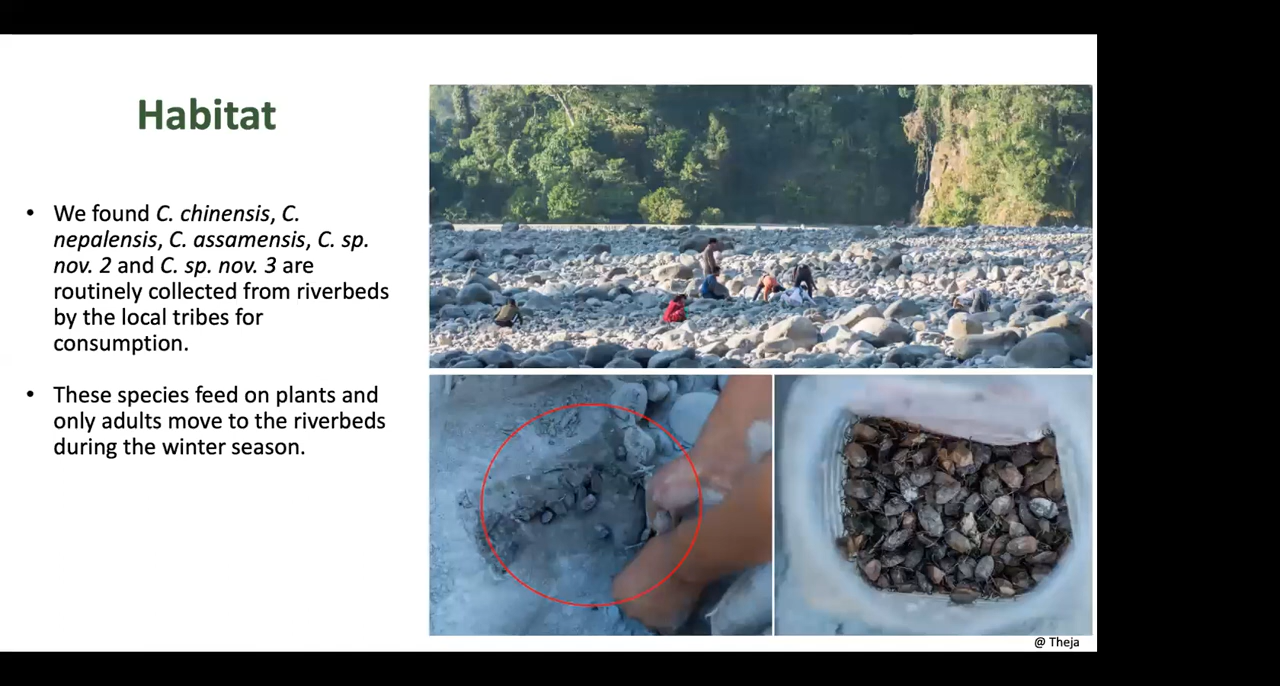 Habitat
• We found C. chinensis, C.
nepalensis, C. assamensis, C. sp.
nov. 2 and C. sp. nov. 3 are
routinely collected from riverbeds
by the local tribes for
consumption.
• These species feed on plants and
only adults move to the riverbeds
during the winter season.
@ Theja